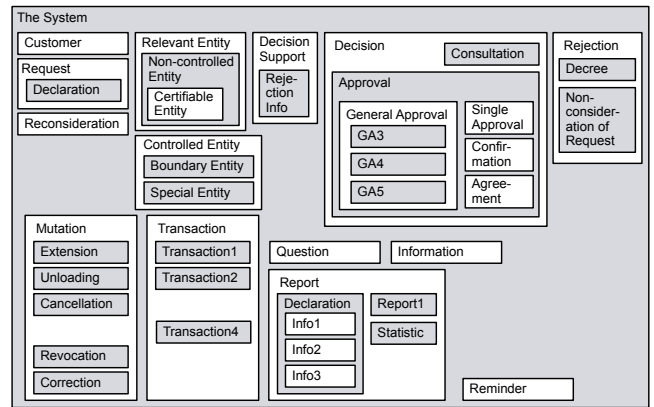 The System
Customer
Request
Declaration
Reconsideration
Relevant Entity
Non-controlled
Entity
Certifiable
Entity
Controlled Entity
Boundary Entity
Special Entity
Decision
Support
Reje-
ction
Info
Decision
Consultation
Approval
General Approval
GA3
GA4
GA5
Single
Approval
Confir-
mation
Agree-
ment
Rejection
Decree
Non-
consider-
ation of
Request
Mutation
Extension
Unloading
Cancellation
Revocation
Correction
Transaction
Transaction1
Transaction2
Transaction4
Question
Information
Report
Declaration
Info1
Info2
Info3
Report1
Statistic
Reminder